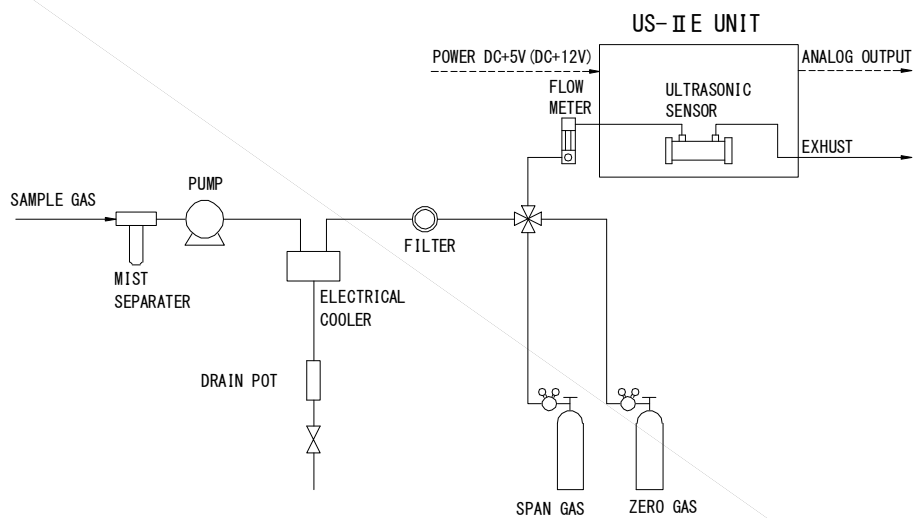 US-ⅡE UNIT
POWER DC+5V(DC+12V)
ANALOG OUTPUT
FLOW
METER
ULTRASONIC
SENSOR
EXHUST
SAMPLE GAS
PUMP
MIST
SEPARATER
FILTER
ELECTRICAL
COOLER
DRAIN POT
SPAN GAS
ZERO GAS